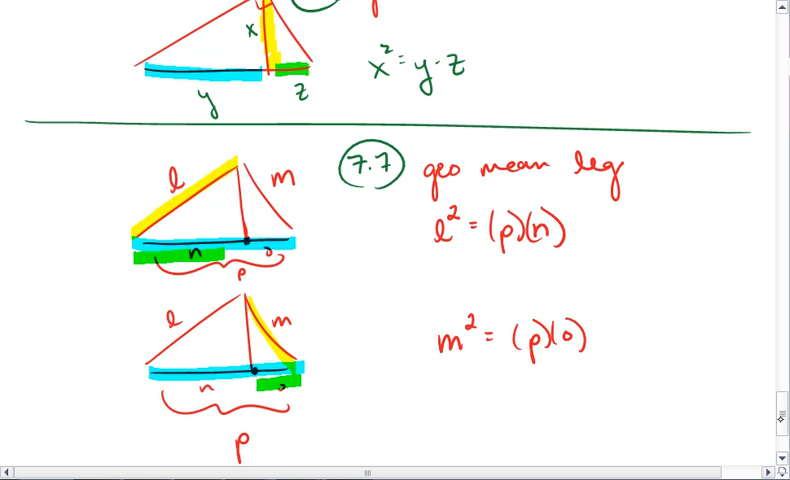 x
x² = y · z
y
z
7.7 geo mean leg
l
m
l² = (p)(n)
n
o
p
l
m
m² = (p)(o)
n
o
p